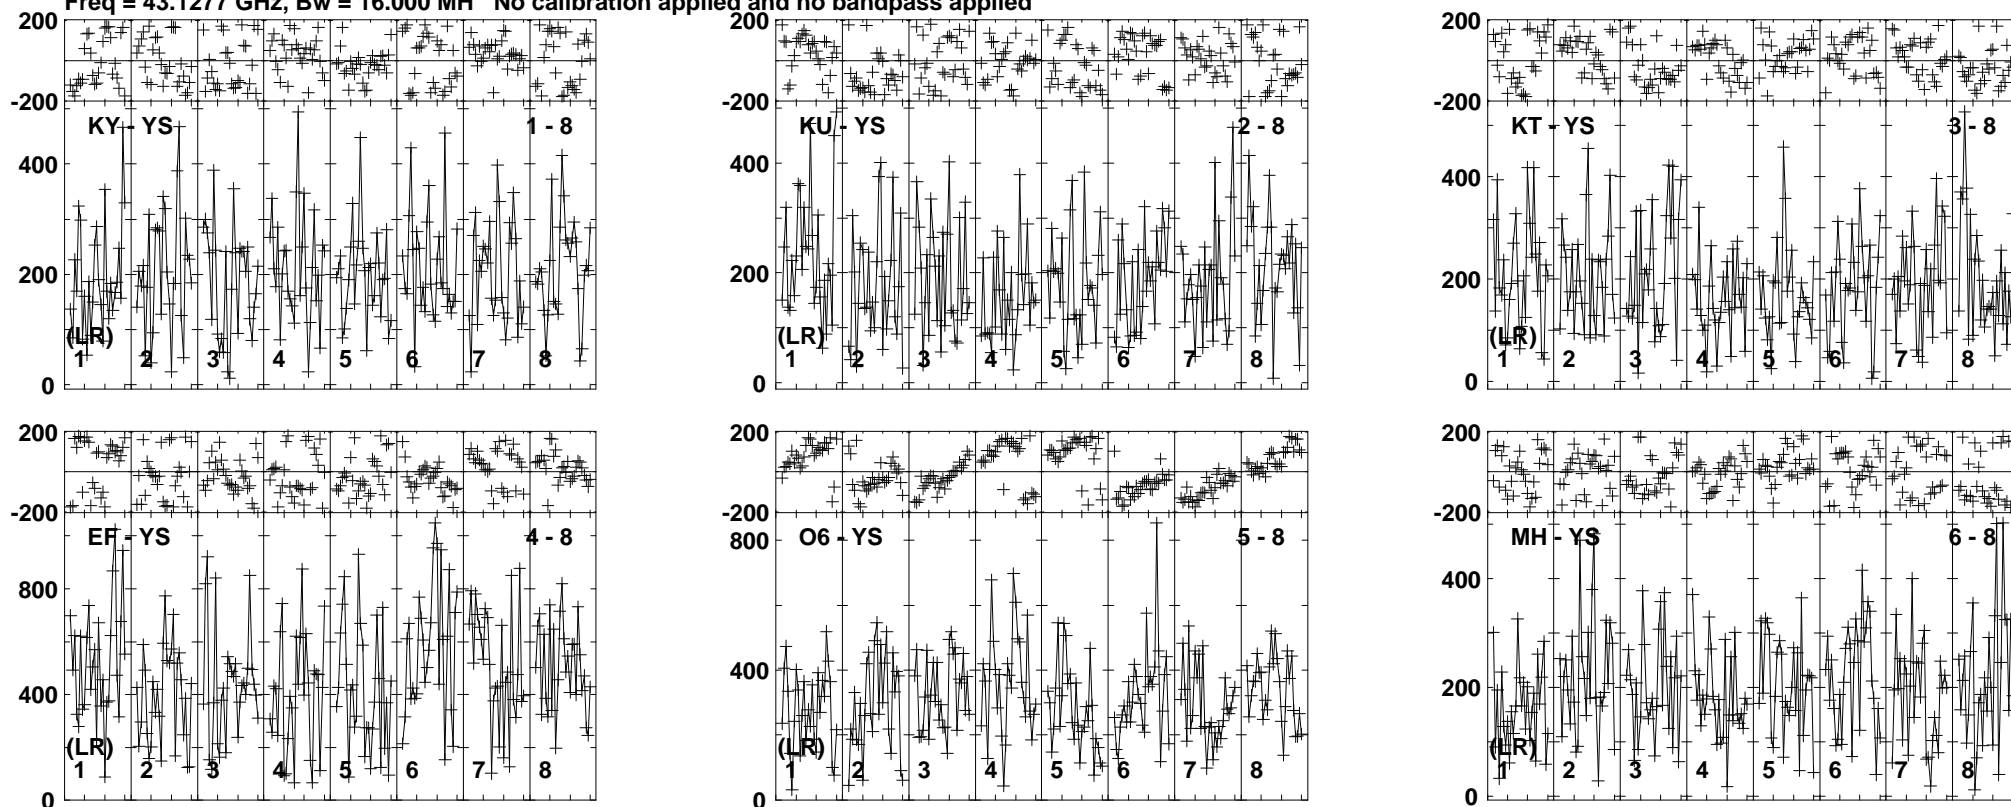 Freq = 43.1277 GHz, Bw = 16.000 MH No calibration applied and no bandpass applied
200
-200
KY - YS 1 - 8
400
200
(LR)
1 2 3 4 5 6 7 8
0
200
-200
KU - YS 2 - 8
400
200
(LR)
1 2 3 4 5 6 7 8
0
200
-200
KT - YS 3 - 8
400
200
(LR)
1 2 3 4 5 6 7 8
0
200
-200
EF - YS 4 - 8
800
400
(LR)
1 2 3 4 5 6 7 8
0
200
-200
O6 - YS 5 - 8
800
400
(LR)
1 2 3 4 5 6 7 8
0
200
-200
MH - YS 6 - 8
400
200
(LR)
1 2 3 4 5 6 7 8
0